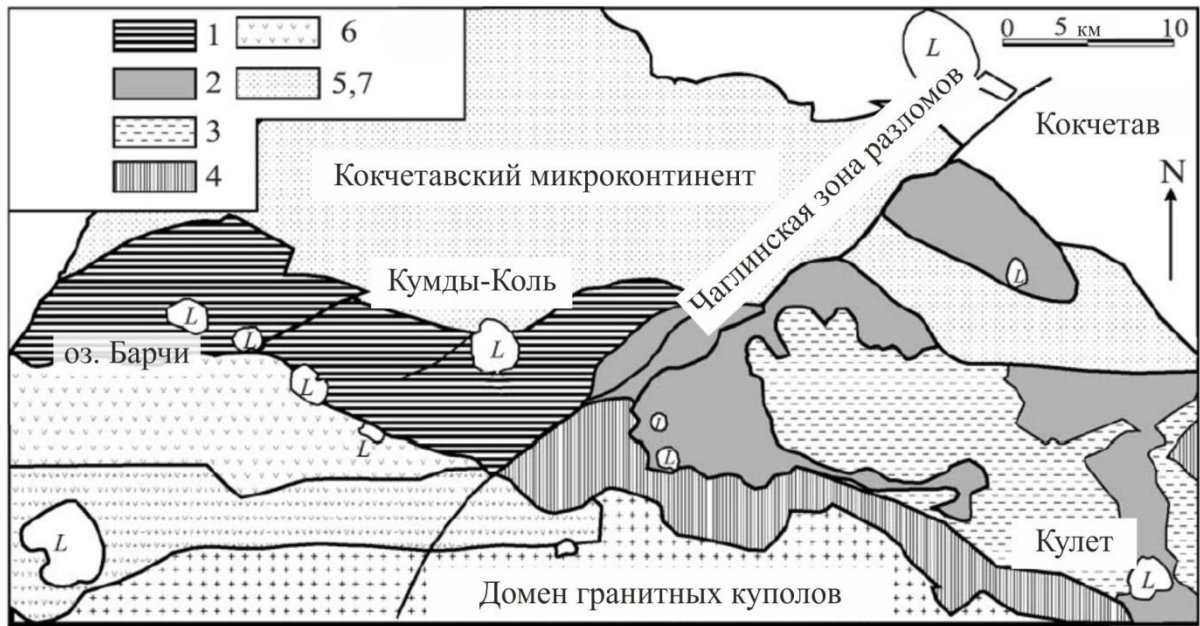 1
6
2
5,7
3
4
0 5 км 10
L
Кокчетав
N
Кокчетавский микроконтинент
Чаглинская зона разломов
Кумды-Коль
L
L
L
L
оз. Барчи
L
L
L
L
L
L
Кулет
L
Домен гранитных куполов